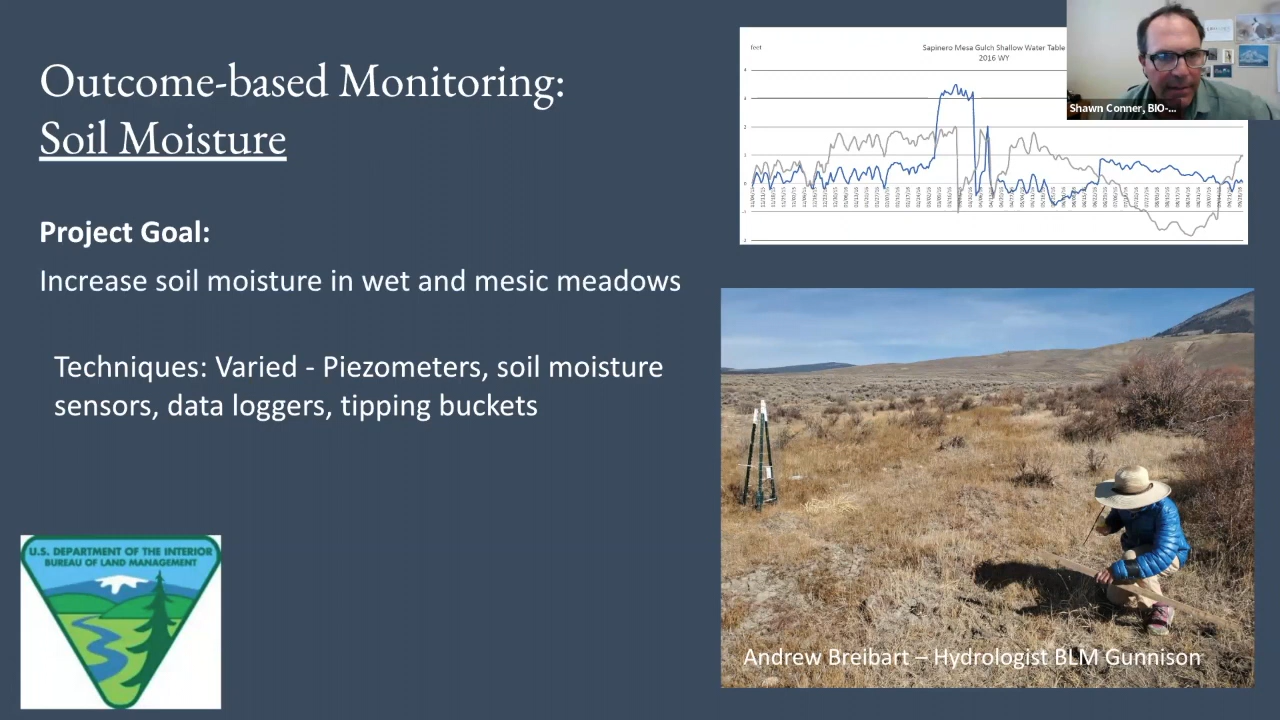 Outcome-based Monitoring:
Soil Moisture
Project Goal:
Increase soil moisture in wet and mesic meadows
Techniques: Varied - Piezometers, soil moisture
sensors, data loggers, tipping buckets
U.S. DEPARTMENT OF THE INTERIOR
BUREAU OF LAND MANAGEMENT
feet
Sapinero Mesa Gulch Shallow Water Table
2016 WY
Shawn Conner, BIO-...
Andrew Breibart – Hydrologist BLM Gunnison